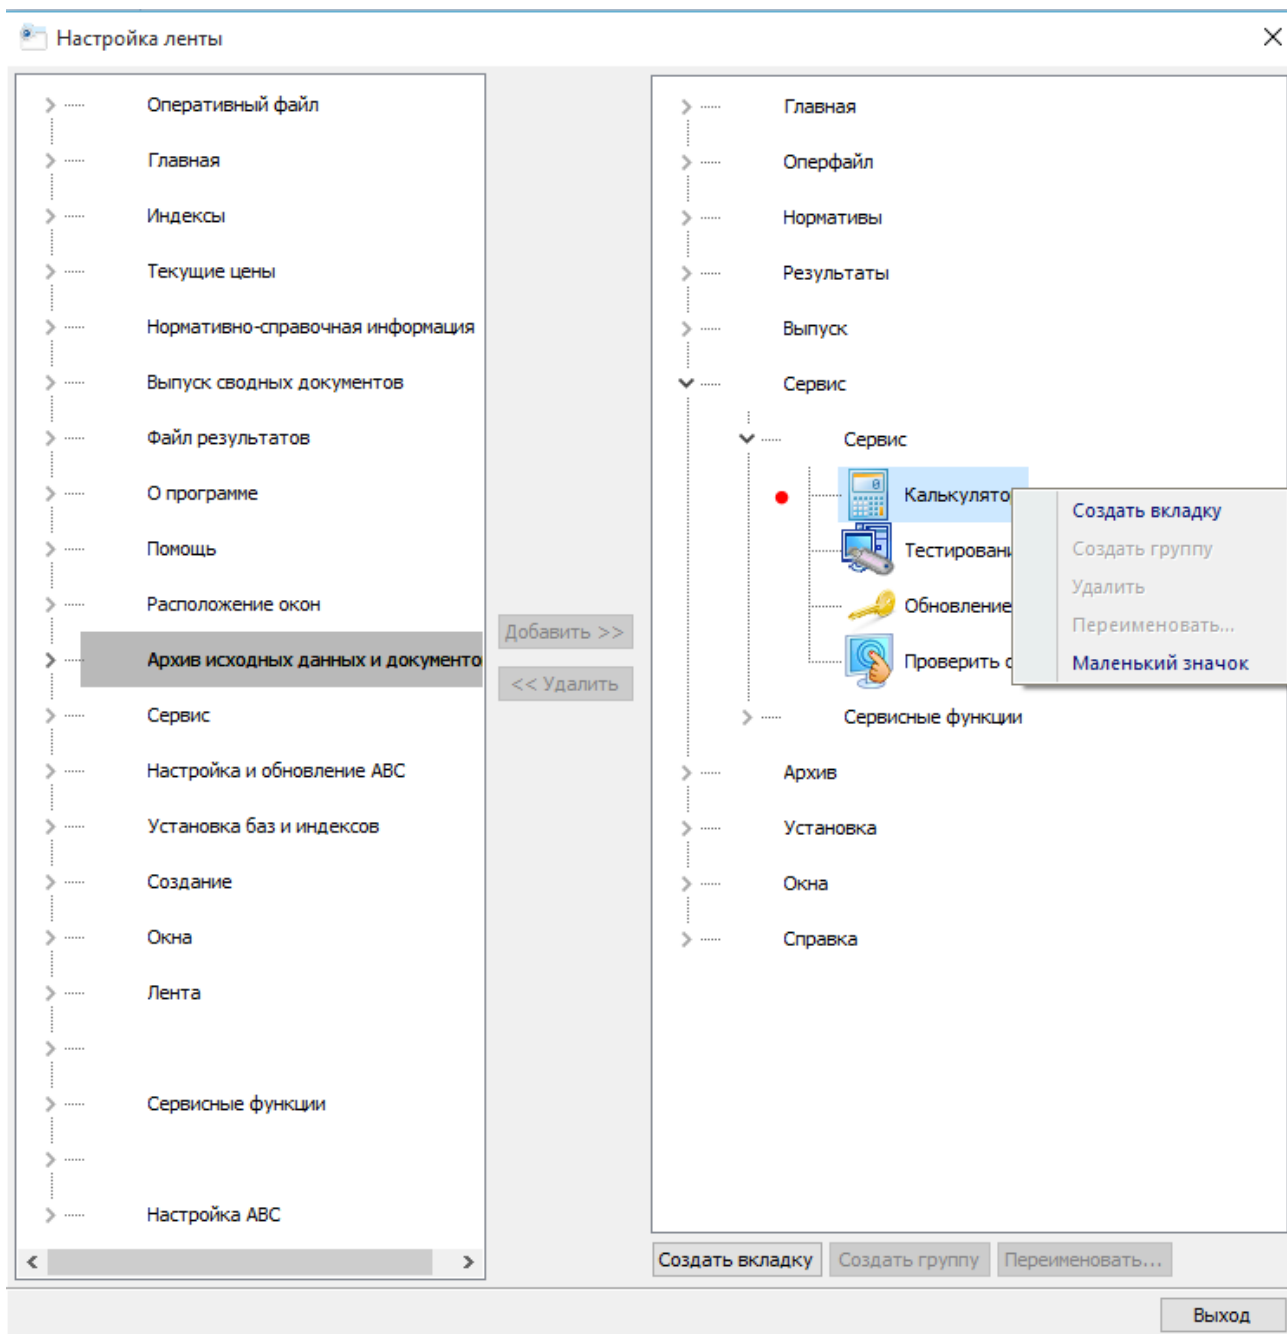 Настройка ленты
Оперативный файл
Главная
Индексы
Текущие цены
Нормативно-справочная информация
Выпуск сводных документов
Файл результатов
О программе
Помощь
Расположение окон
Архив исходных данных и документо
Сервис
Настройка и обновление АВС
Установка баз и индексов
Создание
Окна
Лента
Сервисные функции
Настройка АВС
Добавить >>
<< Удалить
Главная
Оперфайл
Нормативы
Результаты
Выпуск
Сервис
Сервис
Калькулято
Тестировани
Обновление
Проверить с
Сервисные функции
Архив
Установка
Окна
Справка
Создать вкладку
Создать группу
Удалить
Переименовать...
Маленький значок
Создать вкладку
Создать группу
Переименовать...
Выход